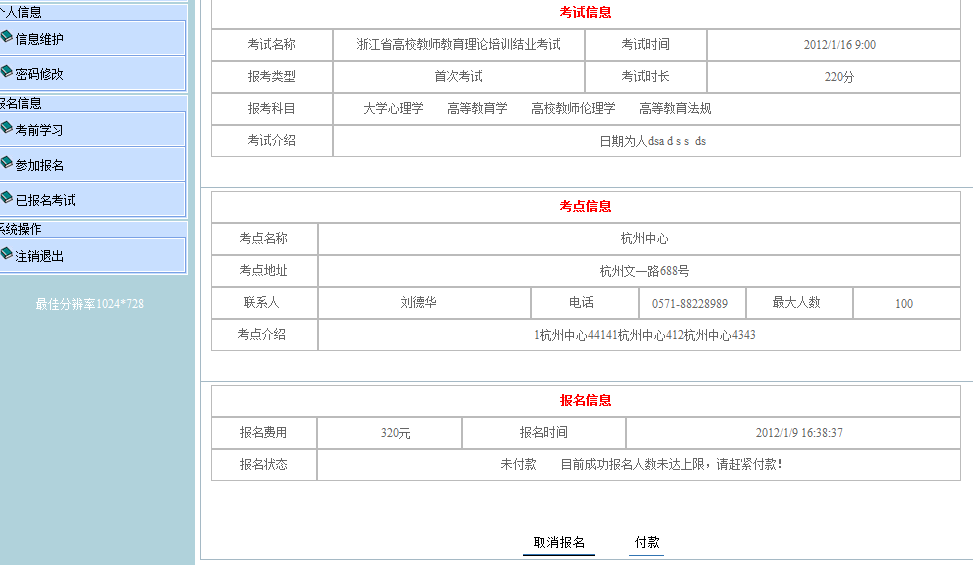 个人信息
信息维护
密码修改
报名信息
考前学习
参加报名
已报名考试
系统操作
注销退出
最佳分辨率1024*728
考试信息
考试名称 浙江省高校教师教育理论培训结业考试 考试时间 2012/1/16 9:00
报考类型 首次考试 考试时长 220分
报考科目 大学心理学 高等教育学 高校教师伦理学 高等教育法规
考试介绍 日期为人dsa d s s ds
考点信息
考点名称 杭州中心
考点地址 杭州文一路688号
联系人 刘德华 电话 0571-88228989 最大人数 100
考点介绍 1杭州中心44141杭州中心412杭州中心4343
报名信息
报名费用 320元 报名时间 2012/1/9 16:38:37
报名状态 未付款 目前成功报名人数未达上限，请赶紧付款！
取消报名 付款